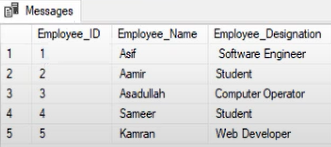 Messages
Employee_ID Employee_Name Employee_Designation
1 1 Asif Software Engineer
2 2 Aamir Student
3 3 Asadullah Computer Operator
4 4 Sameer Student
5 5 Kamran Web Developer